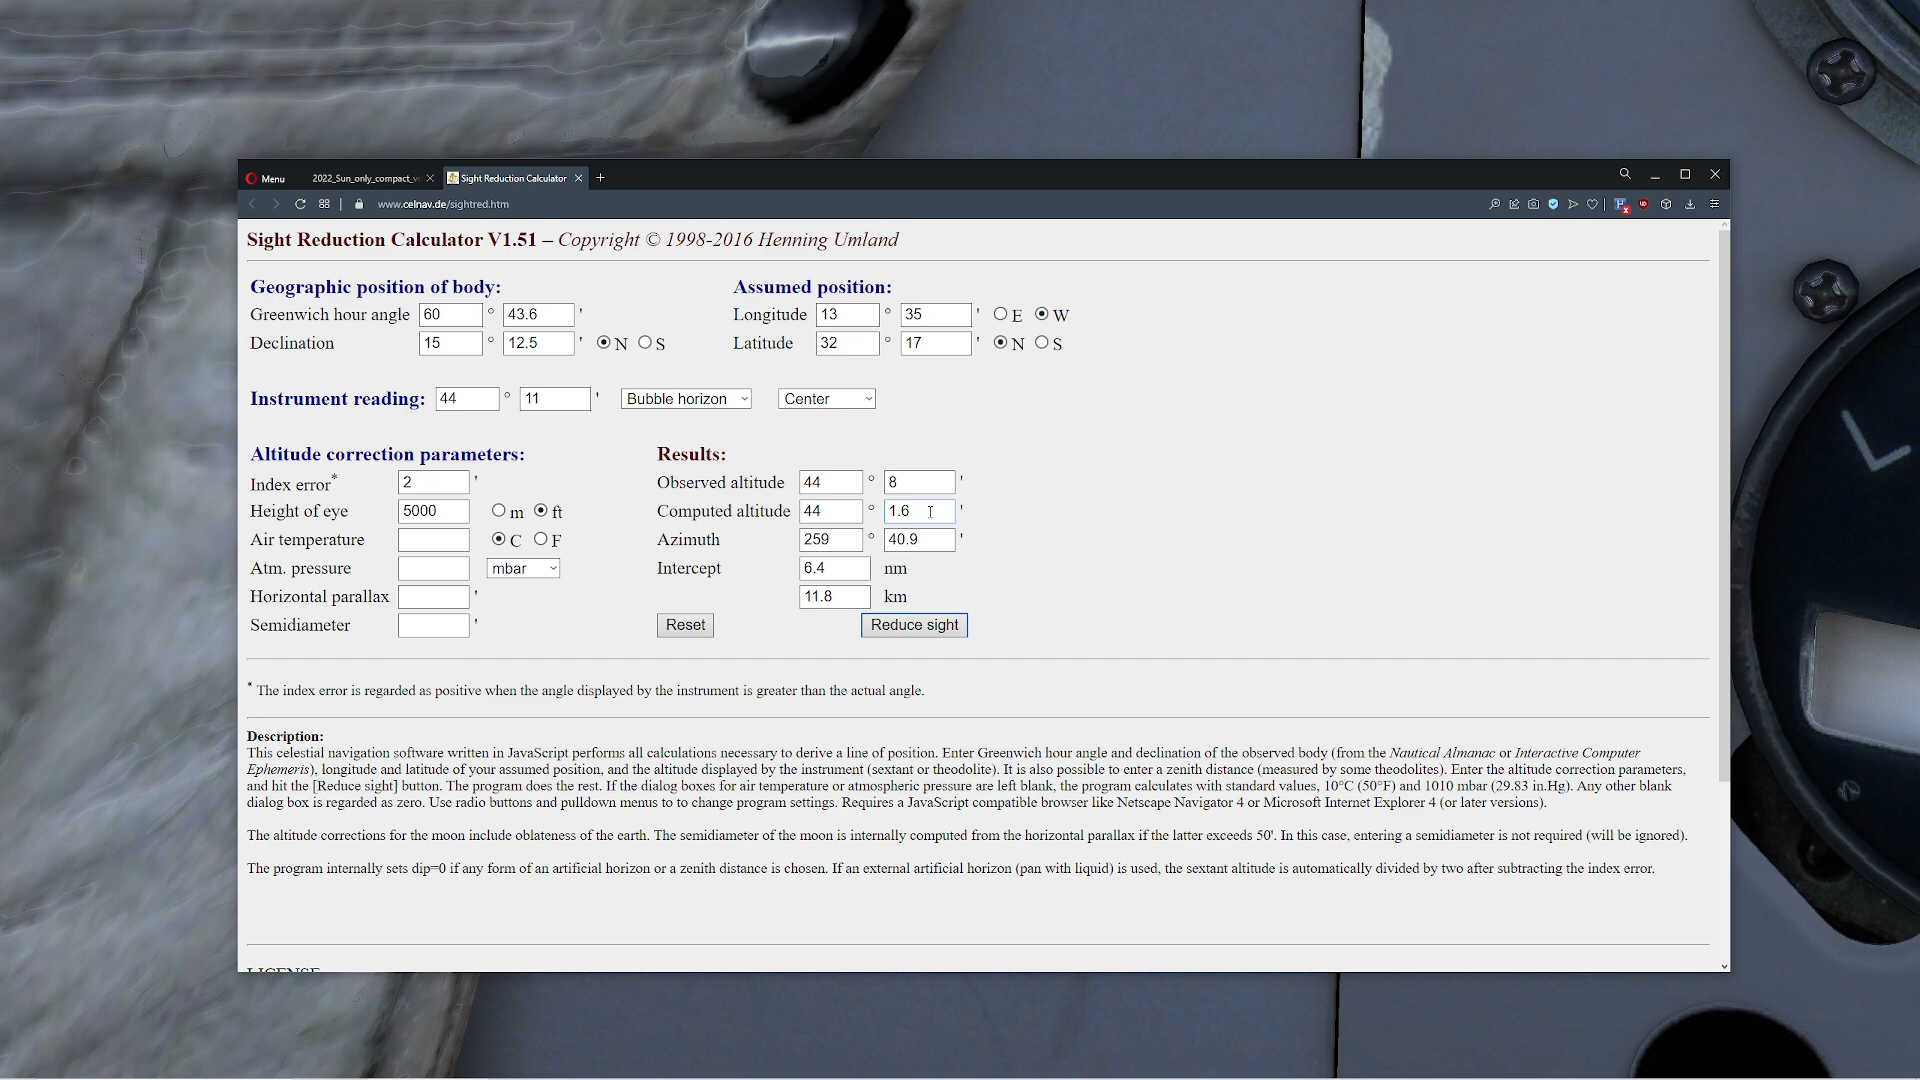 Menu 2022_Sun_only_compact_v Sight Reduction Calculator
www.celnav.de/sightred.htm
Sight Reduction Calculator V1.51 – Copyright © 1998-2016 Henning Umland
Geographic position of body: Assumed position:
Greenwich hour angle 60 ° 43.6 ' Longitude 13 ° 35 ' E W
Declination 15 ° 12.5 ' N S Latitude 32 ° 17 ' N S
Instrument reading: 44 ° 11 ' Bubble horizon Center
Altitude correction parameters: Results:
Index error* 2 ' Observed altitude 44 ° 8 '
Height of eye 5000 m ft Computed altitude 44 ° 1.6 '
Air temperature C F Azimuth 259 ° 40.9 '
Atm. pressure mbar Intercept 6.4 nm
Horizontal parallax ' 11.8 km
Semidiameter ' Reset Reduce sight
* The index error is regarded as positive when the angle displayed by the instrument is greater than the actual angle.
Description:
This celestial navigation software written in JavaScript performs all calculations necessary to derive a line of position. Enter Greenwich hour angle and declination of the observed body (from the Nautical Almanac or Interactive Computer
Ephemeris), longitude and latitude of your assumed position, and the altitude displayed by the instrument (sextant or theodolite). It is also possible to enter a zenith distance (measured by some theodolites). Enter the altitude correction parameters,
and hit the [Reduce sight] button. The program does the rest. If the dialog boxes for air temperature or atmospheric pressure are left blank, the program calculates with standard values, 10°C (50°F) and 1010 mbar (29.83 in.Hg). Any other blank
dialog box is regarded as zero. Use radio buttons and pulldown menus to to change program settings. Requires a JavaScript compatible browser like Netscape Navigator 4 or Microsoft Internet Explorer 4 (or later versions).
The altitude corrections for the moon include oblateness of the earth. The semidiameter of the moon is internally computed from the horizontal parallax if the latter exceeds 50'. In this case, entering a semidiameter is not required (will be ignored).
The program internally sets dip=0 if any form of an artificial horizon or a zenith distance is chosen. If an external artificial horizon (pan with liquid) is used, the sextant altitude is automatically divided by two after subtracting the index error.
LICENSE